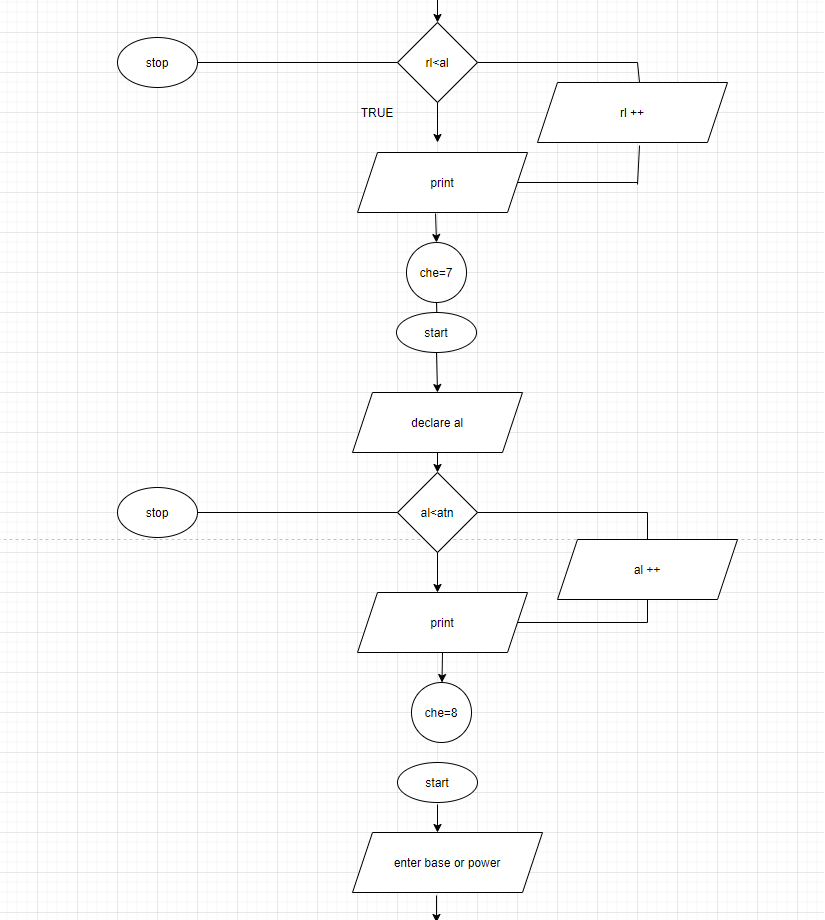 stop
rl<al
rl ++
TRUE
print
che=7
start
declare al
stop
al<atn
al ++
print
che=8
start
enter base or power